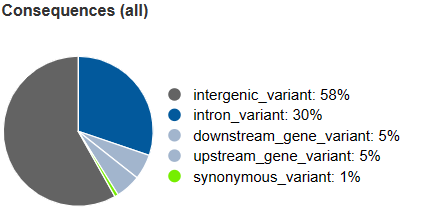 Consequences (all)
intergenic_variant: 58%
intron_variant: 30%
downstream_gene_variant: 5%
upstream_gene_variant: 5%
synonymous_variant: 1%